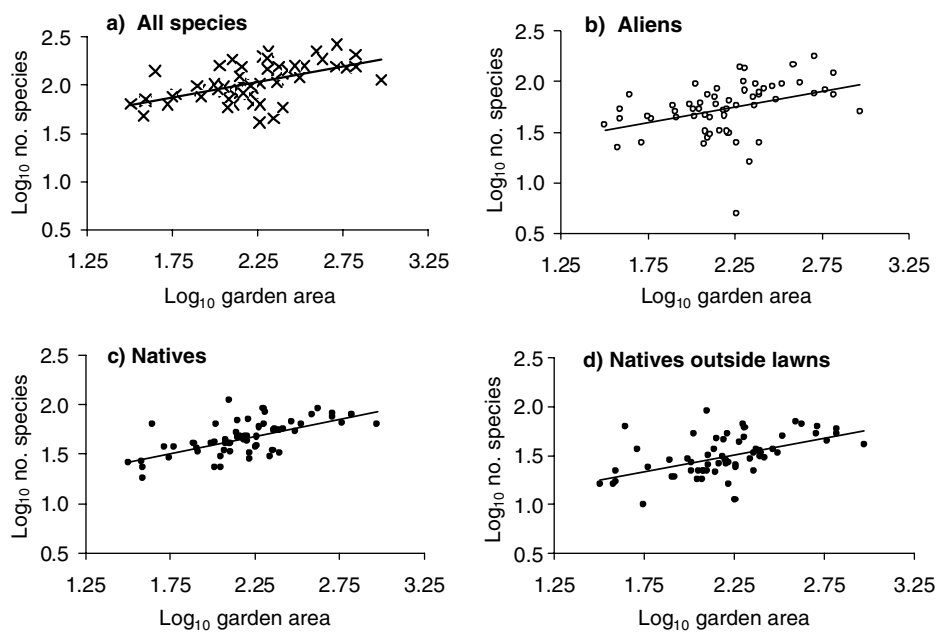 a) All species
Log₁₀ no. species
2.5
2.0
1.5
1.0
0.5
1.25 1.75 2.25 2.75 3.25
Log₁₀ garden area
b) Aliens
Log₁₀ no. species
2.5
2.0
1.5
1.0
0.5
1.25 1.75 2.25 2.75 3.25
Log₁₀ garden area
c) Natives
Log₁₀ no. species
2.5
2.0
1.5
1.0
0.5
1.25 1.75 2.25 2.75 3.25
Log₁₀ garden area
d) Natives outside lawns
Log₁₀ no. species
2.5
2.0
1.5
1.0
0.5
1.25 1.75 2.25 2.75 3.25
Log₁₀ garden area